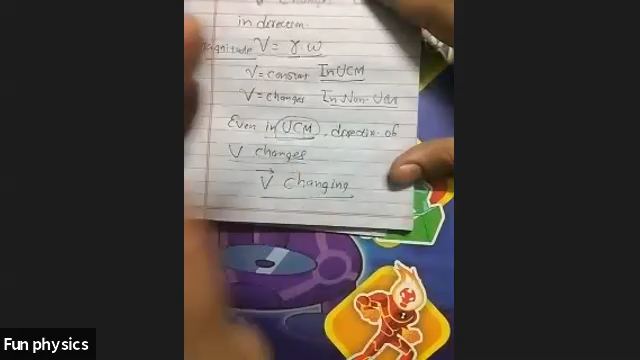 V changes
in direction.
magnitude V = r.ω
V = constant In UCM
V = changes In Non-UCM
Even in UCM, direction of
V changes
V⃗ changing
Fun physics